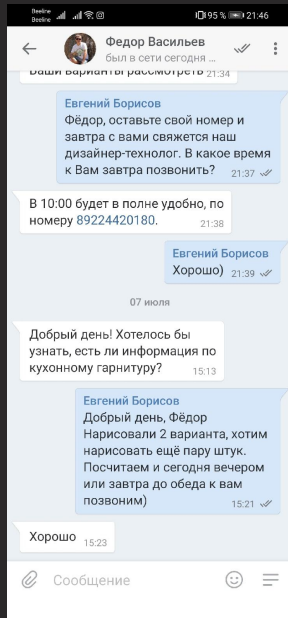 Beeline
Beeline
95 %
21:46
Федор Васильев
был в сети сегодня ...
ваши варианты рассмотреть 21:34
Евгений Борисов
Фёдор, оставьте свой номер и
завтра с вами свяжется наш
дизайнер-технолог. В какое время
к Вам завтра позвонить? 21:37
В 10:00 будет в полне удобно, по
номеру 89224420180. 21:38
Евгений Борисов
Хорошо) 21:39
07 июля
Добрый день! Хотелось бы
узнать, есть ли информация по
кухонному гарнитуру? 15:13
Евгений Борисов
Добрый день, Фёдор
Нарисовали 2 варианта, хотим
нарисовать ещё пару штук.
Посчитаем и сегодня вечером
или завтра до обеда к вам
позвоним) 15:21
Хорошо 15:23
Сообщение